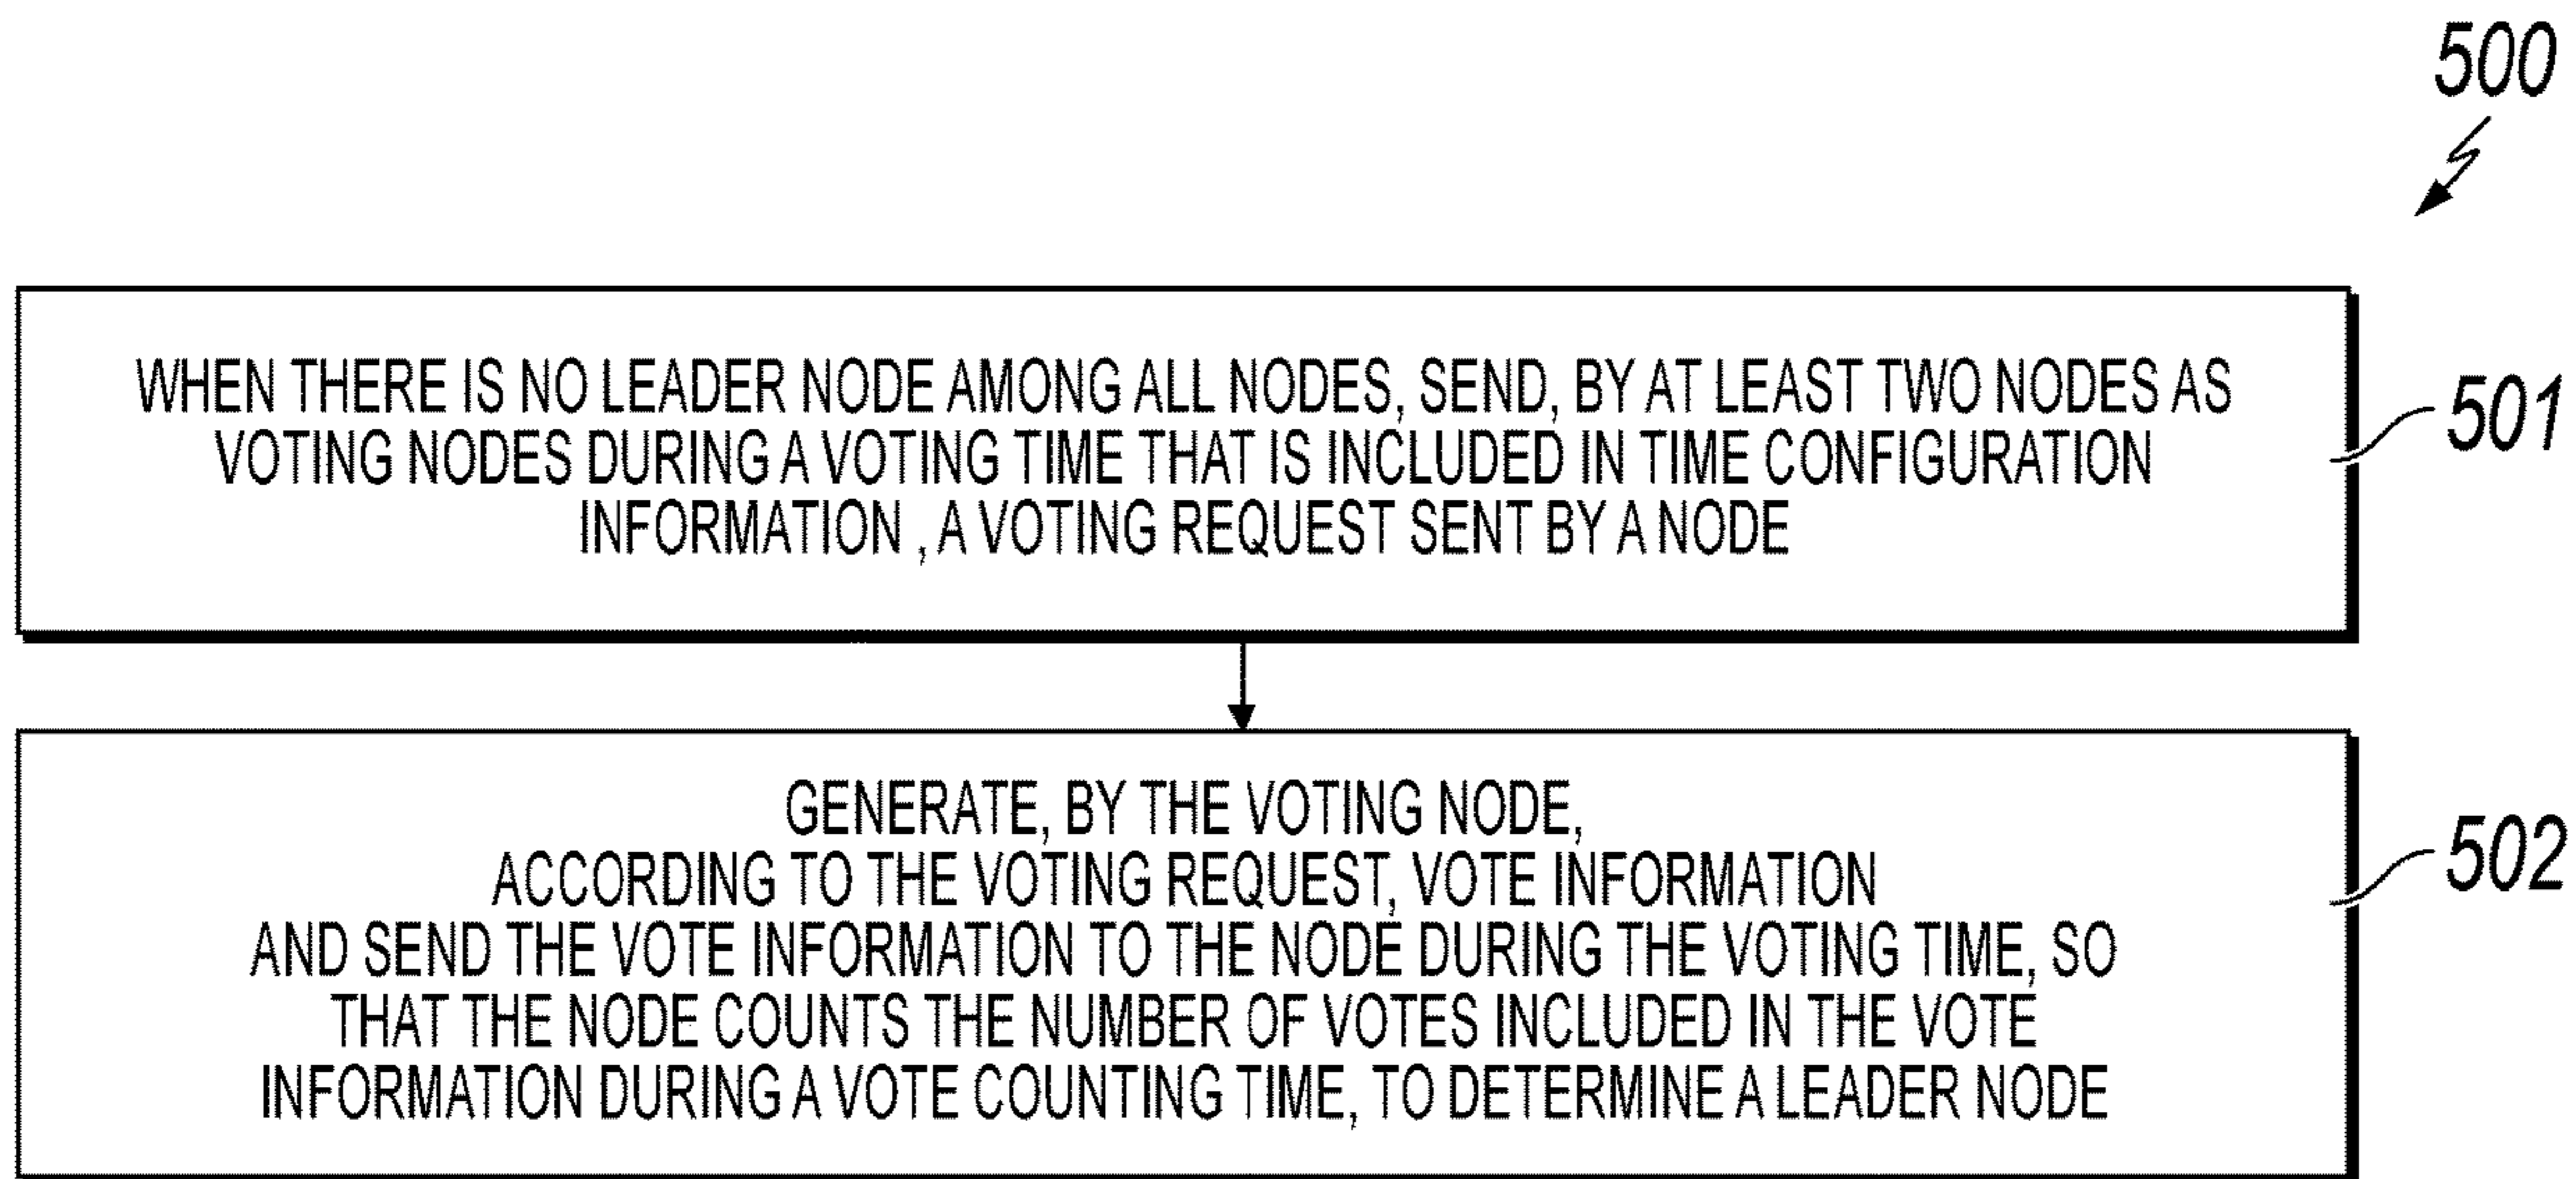 500
WHEN THERE IS NO LEADER NODE AMONG ALL NODES, SEND, BY AT LEAST TWO NODES AS
VOTING NODES DURING A VOTING TIME THAT IS INCLUDED IN TIME CONFIGURATION
INFORMATION , A VOTING REQUEST SENT BY A NODE
501
GENERATE, BY THE VOTING NODE,
ACCORDING TO THE VOTING REQUEST, VOTE INFORMATION
AND SEND THE VOTE INFORMATION TO THE NODE DURING THE VOTING TIME, SO
THAT THE NODE COUNTS THE NUMBER OF VOTES INCLUDED IN THE VOTE
INFORMATION DURING A VOTE COUNTING TIME, TO DETERMINE A LEADER NODE
502